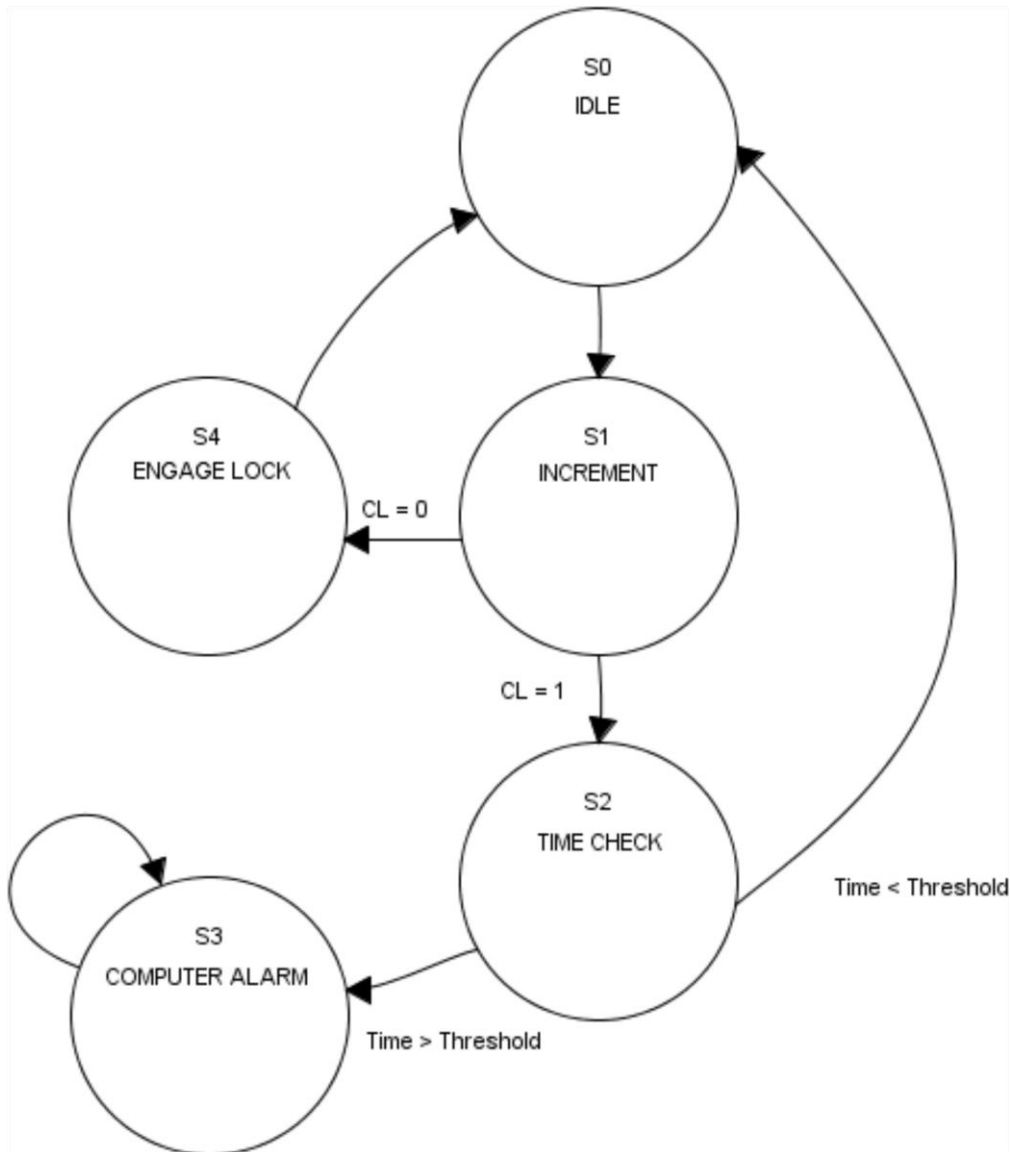 S0
IDLE
S4
ENGAGE LOCK
S1
INCREMENT
CL = 0
CL = 1
S2
TIME CHECK
Time < Threshold
S3
COMPUTER ALARM
Time > Threshold